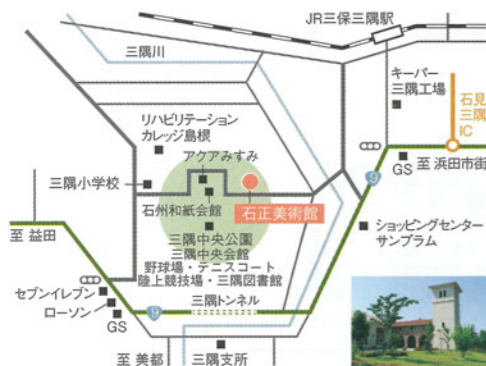 JR三保三隅駅
三隅川
キーパー
三隅工場
石見
三隅
IC
リハビリテーション
カレッジ島根
アクアみすみ
GS
至 浜田市街
9
三隅小学校
石州和紙会館
石正美術館
三隅中央公園
三隅中央会館
野球場・テニスコート
陸上競技場・三隅図書館
ショッピングセンター
サンプラム
至 益田
セブンイレブン
ローソン
GS
9
三隅トンネル
至 美都
三隅支所